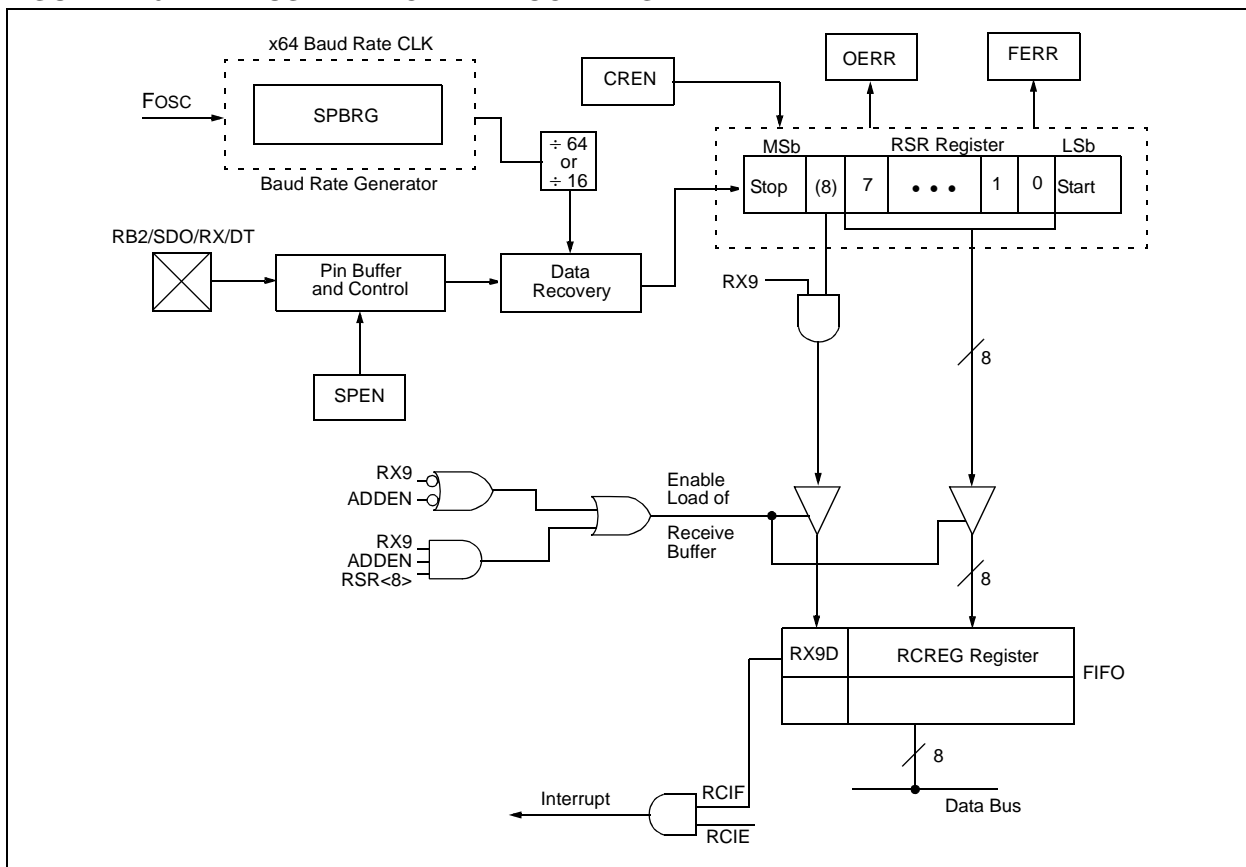 x64 Baud Rate CLK
FOSC
SPBRG
Baud Rate Generator
÷ 64
or
÷ 16
CREN
OERR
FERR
MSb
RSR Register
LSb
Stop
(8)
7
• • •
1
0
Start
RB2/SDO/RX/DT
Pin Buffer
and Control
Data
Recovery
RX9
SPEN
8
RX9
ADDEN
RX9
ADDEN
RSR<8>
Enable
Load of
Receive
Buffer
8
RX9D
RCREG Register
FIFO
8
Data Bus
Interrupt
RCIF
RCIE